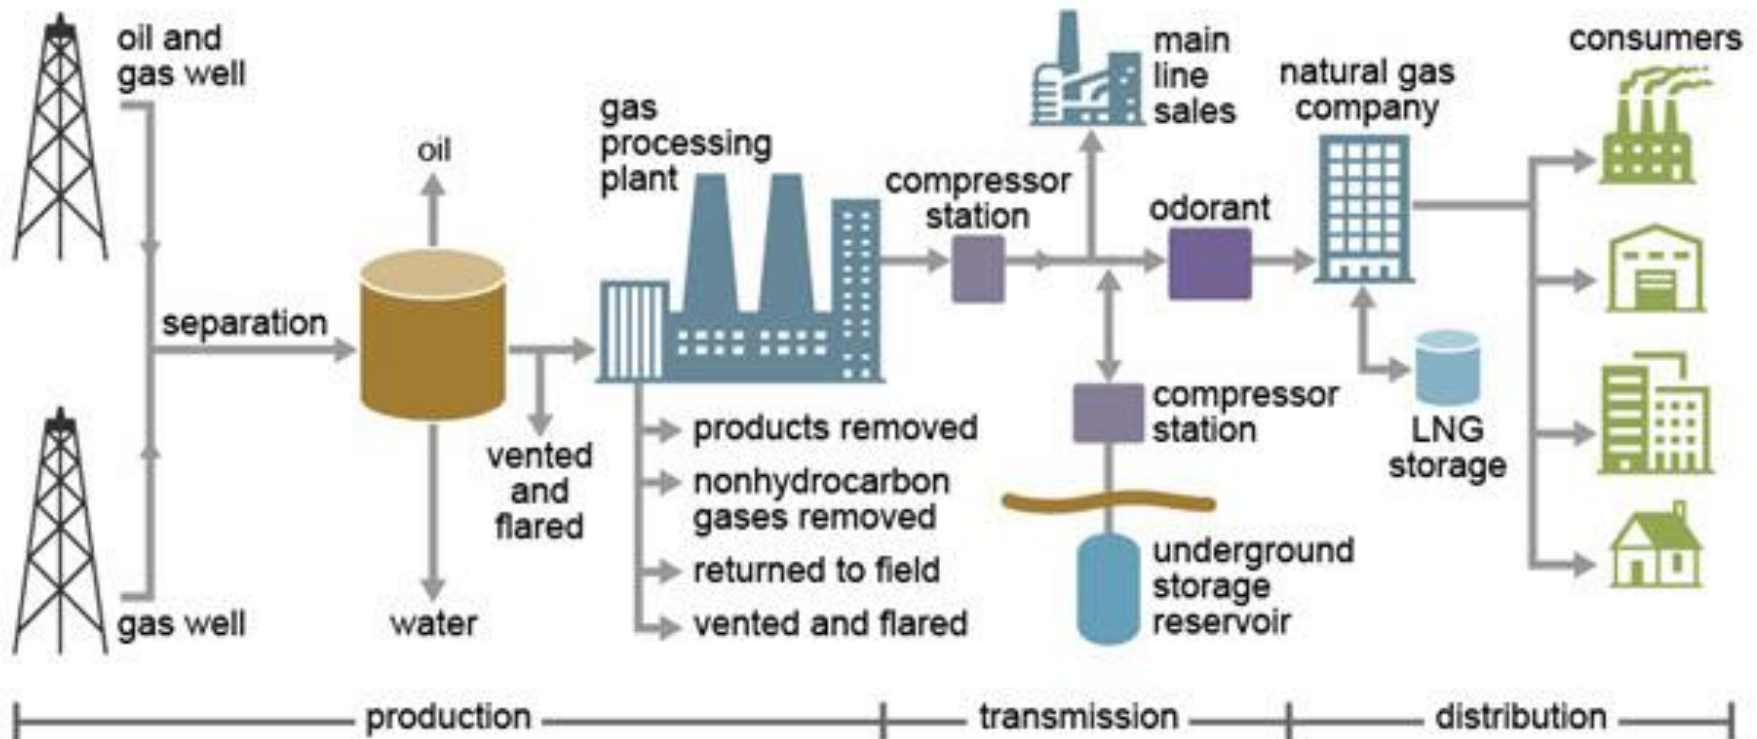 oil and
gas well
gas well
separation
oil
water
vented
and
flared
gas
processing
plant
products removed
nonhydrocarbon
gases removed
returned to field
vented and flared
compressor
station
main
line
sales
odorant
compressor
station
underground
storage
reservoir
natural gas
company
LNG
storage
consumers
production
transmission
distribution